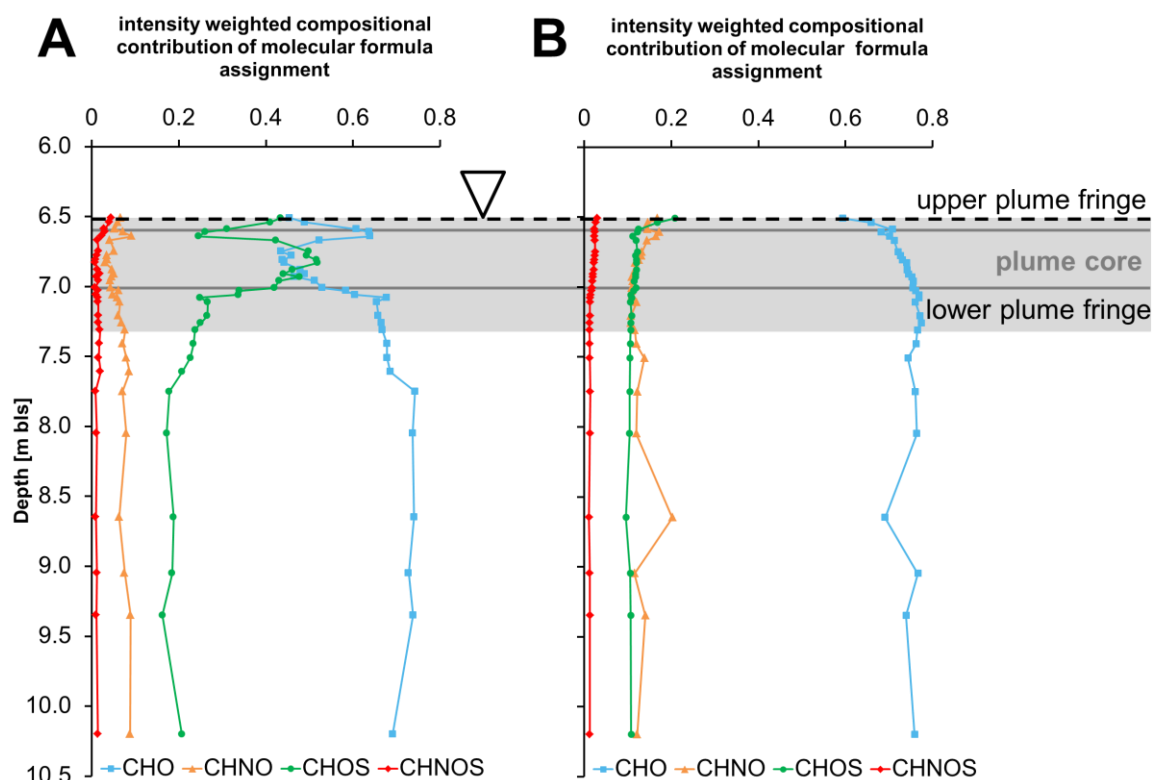 A
intensity weighted compositional
contribution of molecular formula
assignment
B
intensity weighted compositional
contribution of molecular formula
assignment
0 0.2 0.4 0.6 0.8
0 0.2 0.4 0.6 0.8
6.0
6.5
7.0
7.5
8.0
8.5
9.0
9.5
10.0
10.5
Depth [m bls]
upper plume fringe
plume core
lower plume fringe
CHO CHNO CHOS CHNOS
CHO CHNO CHOS CHNOS